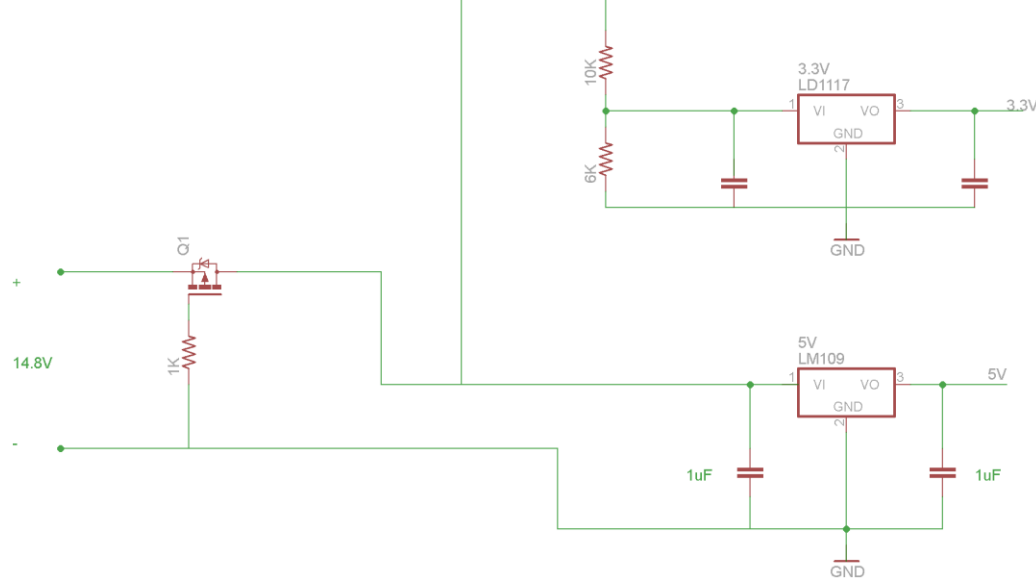 10K
6K
3.3V
LD1117
1
VI
VO
3
GND
2
3.3V
GND
Q1
+
14.8V
-
1K
5V
LM109
1
VI
VO
3
GND
2
5V
1uF
1uF
GND